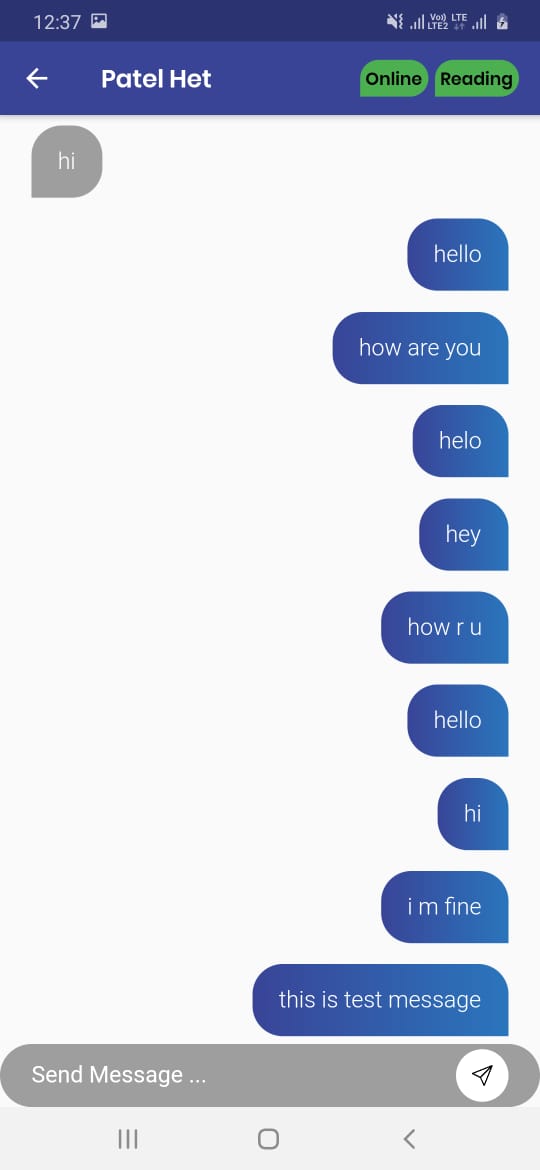 12:37 Vo) LTE
LTE2
Patel Het Online Reading
hi
hello
how are you
helo
hey
how r u
hello
hi
i m fine
this is test message
Send Message ...